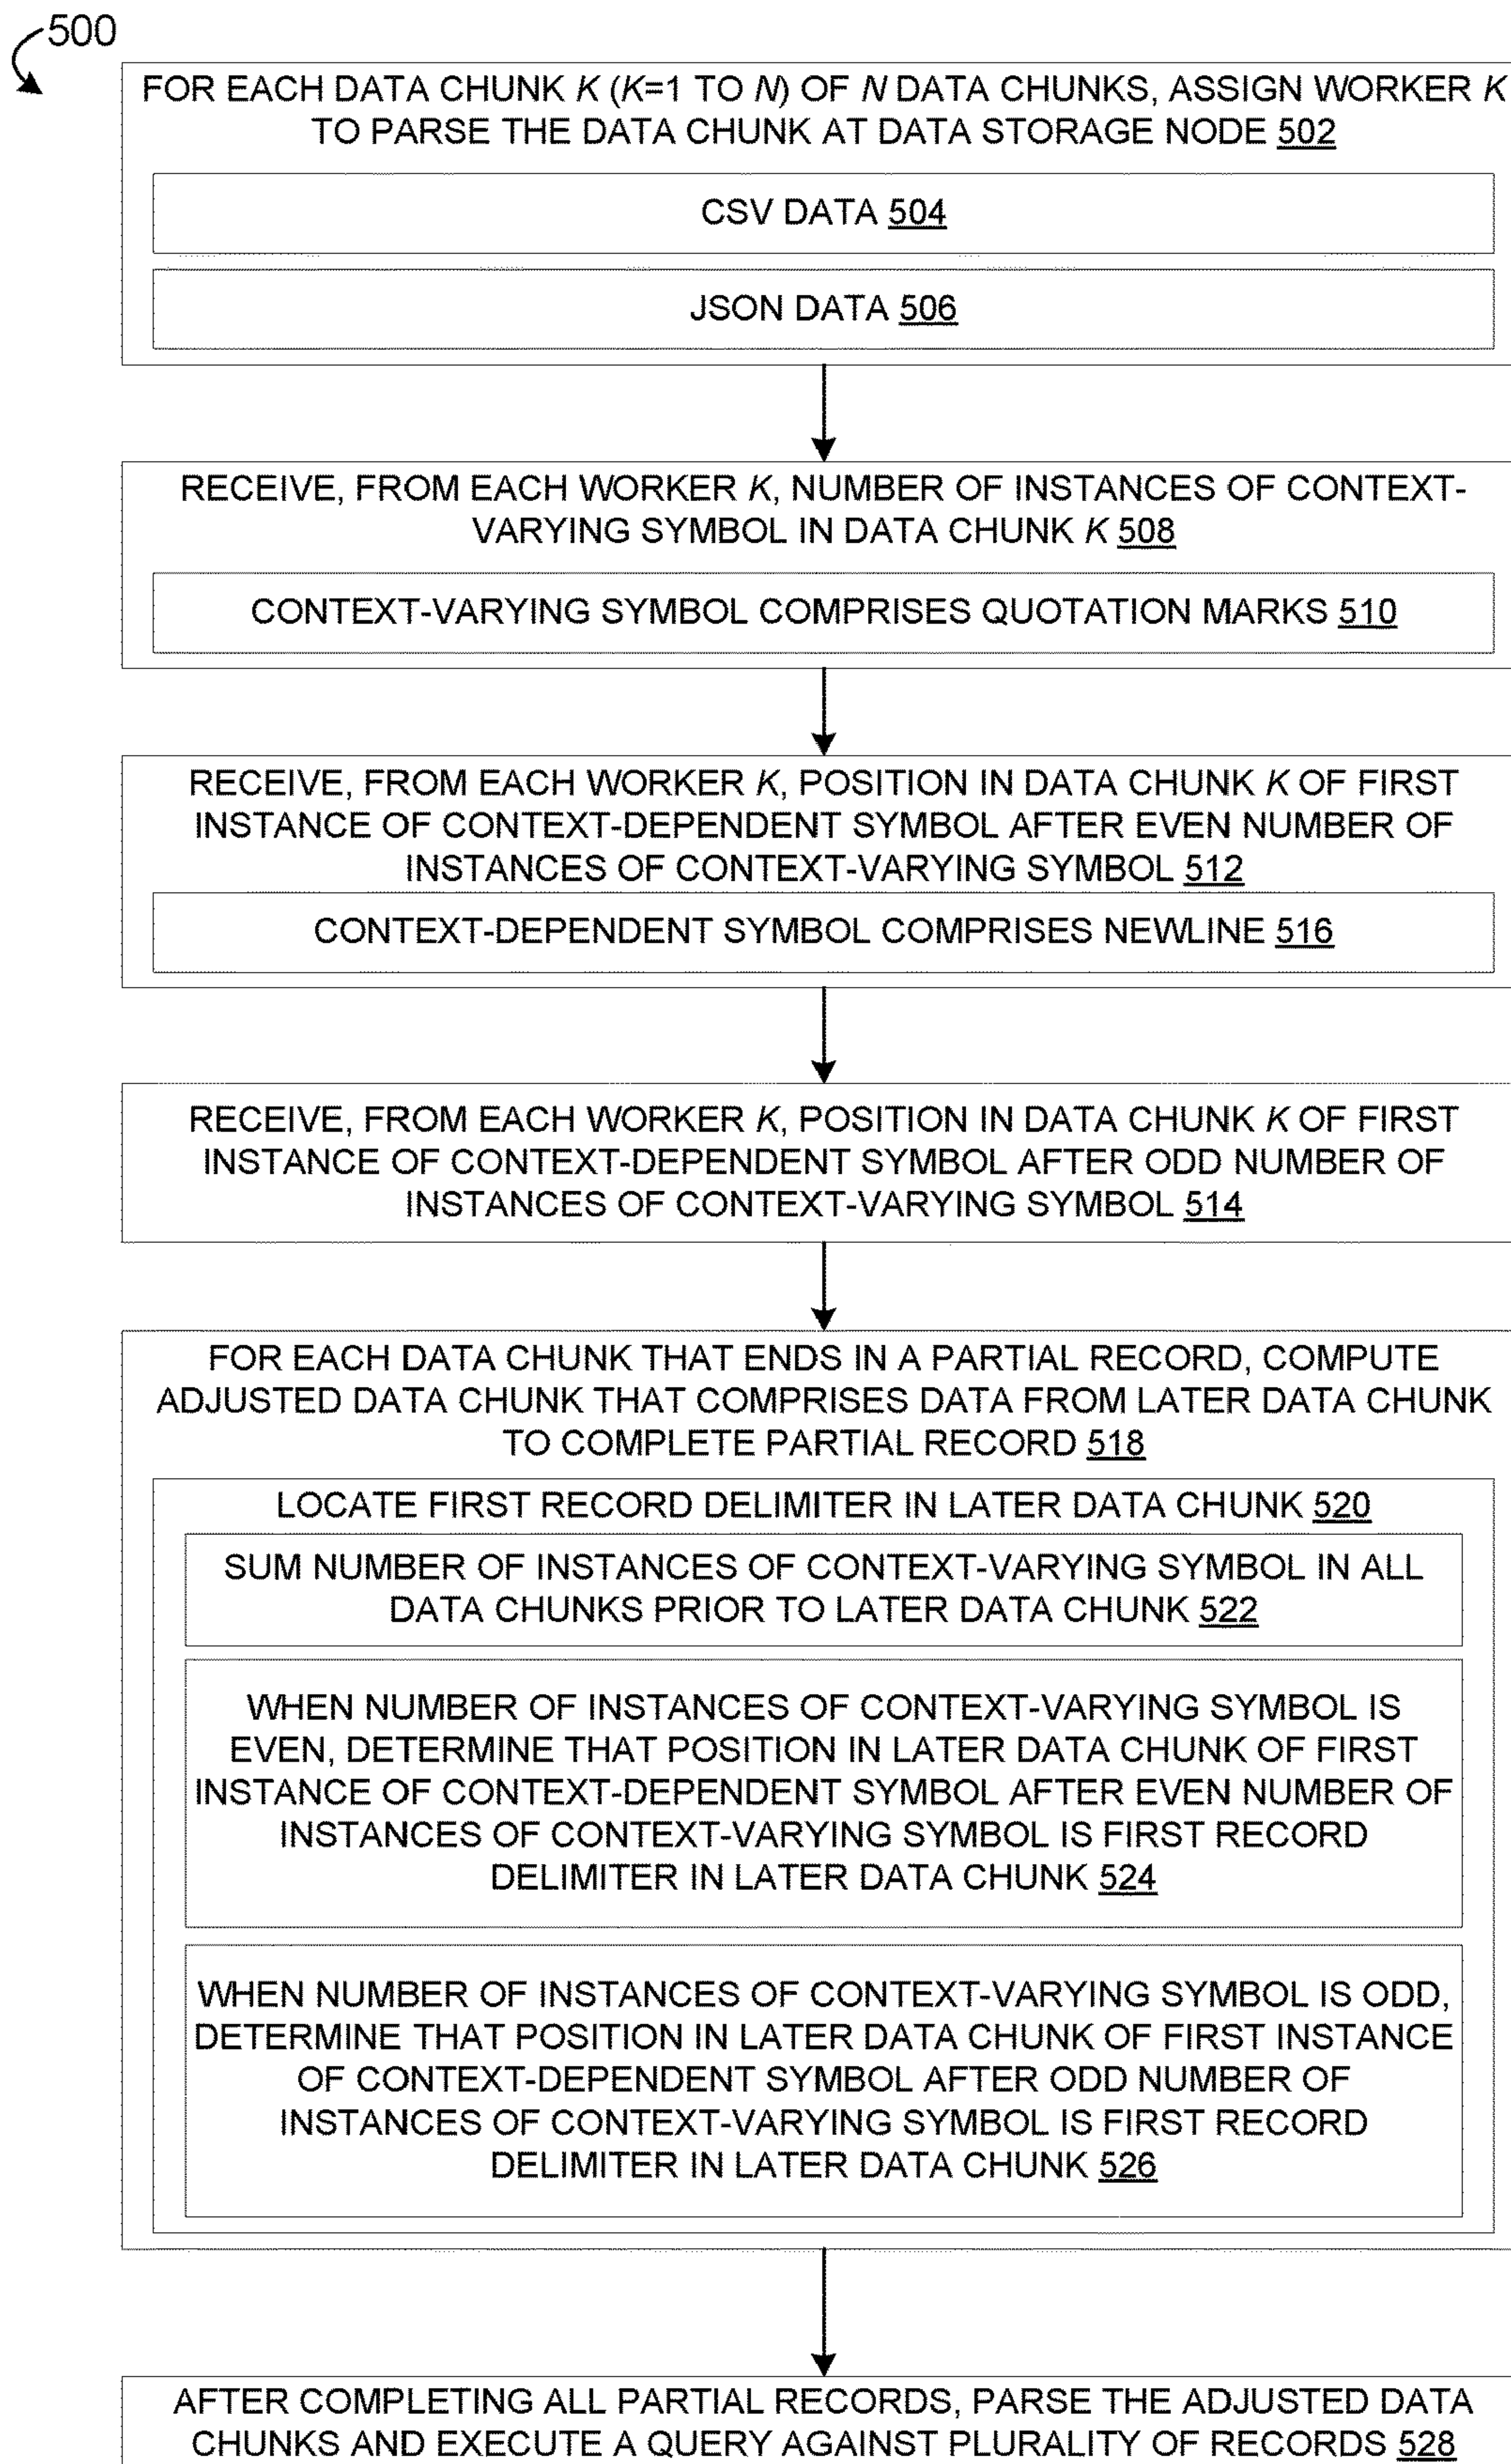 500
FOR EACH DATA CHUNK K (K=1 TO N) OF N DATA CHUNKS, ASSIGN WORKER K
TO PARSE THE DATA CHUNK AT DATA STORAGE NODE 502
CSV DATA 504
JSON DATA 506
RECEIVE, FROM EACH WORKER K, NUMBER OF INSTANCES OF CONTEXT-
VARYING SYMBOL IN DATA CHUNK K 508
CONTEXT-VARYING SYMBOL COMPRISES QUOTATION MARKS 510
RECEIVE, FROM EACH WORKER K, POSITION IN DATA CHUNK K OF FIRST
INSTANCE OF CONTEXT-DEPENDENT SYMBOL AFTER EVEN NUMBER OF
INSTANCES OF CONTEXT-VARYING SYMBOL 512
CONTEXT-DEPENDENT SYMBOL COMPRISES NEWLINE 516
RECEIVE, FROM EACH WORKER K, POSITION IN DATA CHUNK K OF FIRST
INSTANCE OF CONTEXT-DEPENDENT SYMBOL AFTER ODD NUMBER OF
INSTANCES OF CONTEXT-VARYING SYMBOL 514
FOR EACH DATA CHUNK THAT ENDS IN A PARTIAL RECORD, COMPUTE
ADJUSTED DATA CHUNK THAT COMPRISES DATA FROM LATER DATA CHUNK
TO COMPLETE PARTIAL RECORD 518
LOCATE FIRST RECORD DELIMITER IN LATER DATA CHUNK 520
SUM NUMBER OF INSTANCES OF CONTEXT-VARYING SYMBOL IN ALL
DATA CHUNKS PRIOR TO LATER DATA CHUNK 522
WHEN NUMBER OF INSTANCES OF CONTEXT-VARYING SYMBOL IS
EVEN, DETERMINE THAT POSITION IN LATER DATA CHUNK OF FIRST
INSTANCE OF CONTEXT-DEPENDENT SYMBOL AFTER EVEN NUMBER OF
INSTANCES OF CONTEXT-VARYING SYMBOL IS FIRST RECORD
DELIMITER IN LATER DATA CHUNK 524
WHEN NUMBER OF INSTANCES OF CONTEXT-VARYING SYMBOL IS ODD,
DETERMINE THAT POSITION IN LATER DATA CHUNK OF FIRST INSTANCE
OF CONTEXT-DEPENDENT SYMBOL AFTER ODD NUMBER OF
INSTANCES OF CONTEXT-VARYING SYMBOL IS FIRST RECORD
DELIMITER IN LATER DATA CHUNK 526
AFTER COMPLETING ALL PARTIAL RECORDS, PARSE THE ADJUSTED DATA
CHUNKS AND EXECUTE A QUERY AGAINST PLURALITY OF RECORDS 528